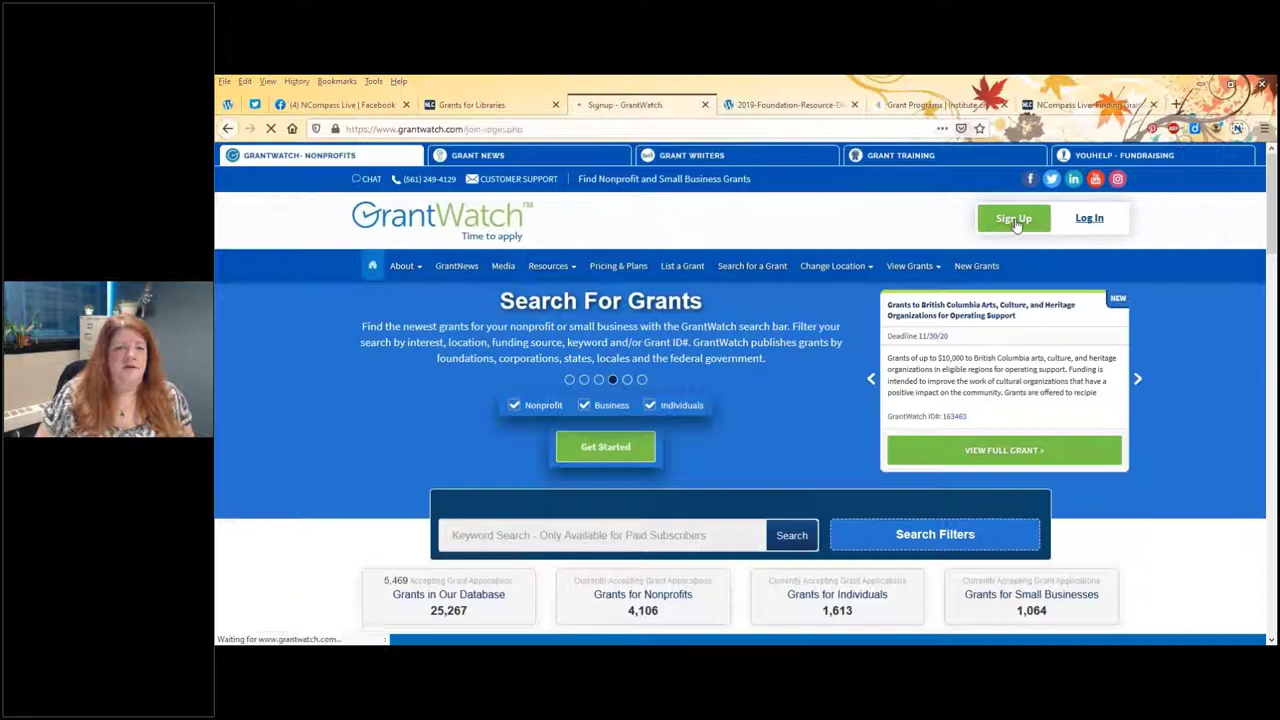 File Edit View History Bookmarks Tools Help
(4) NCompass Live | Facebook
Grants for Libraries
Signup - GrantWatch
2019-Foundation-Resource-Di
Grant Programs | Institute of
NCompass Live: Finding Grant
https://www.grantwatch.com/join-login.php
GRANTWATCH- NONPROFITS
GRANT NEWS
GRANT WRITERS
GRANT TRAINING
YOUHELP - FUNDRAISING
CHAT (561) 249-4129 CUSTOMER SUPPORT Find Nonprofit and Small Business Grants
GrantWatch™
Time to apply
Sign Up
Log In
About GrantNews Media Resources Pricing & Plans List a Grant Search for a Grant Change Location View Grants New Grants
Search For Grants
Find the newest grants for your nonprofit or small business with the GrantWatch search bar. Filter your
search by interest, location, funding source, keyword and/or Grant ID#. GrantWatch publishes grants by
foundations, corporations, states, locales and the federal government.
Nonprofit Business Individuals
Get Started
NEW
Grants to British Columbia Arts, Culture, and Heritage
Organizations for Operating Support
Deadline 11/30/20
Grants of up to $10,000 to British Columbia arts, culture, and heritage
organizations in eligible regions for operating support. Funding is
intended to improve the work of cultural organizations that have a
positive impact on the community. Grants are offered to recipie
GrantWatch ID#: 163463
VIEW FULL GRANT »
Keyword Search - Only Available for Paid Subscribers
Search
Search Filters
5,469 Accepting Grant Applications
Grants in Our Database
25,267
Currently Accepting Grant Applications
Grants for Nonprofits
4,106
Currently Accepting Grant Applications
Grants for Individuals
1,613
Currently Accepting Grant Applications
Grants for Small Businesses
1,064
Waiting for www.grantwatch.com...